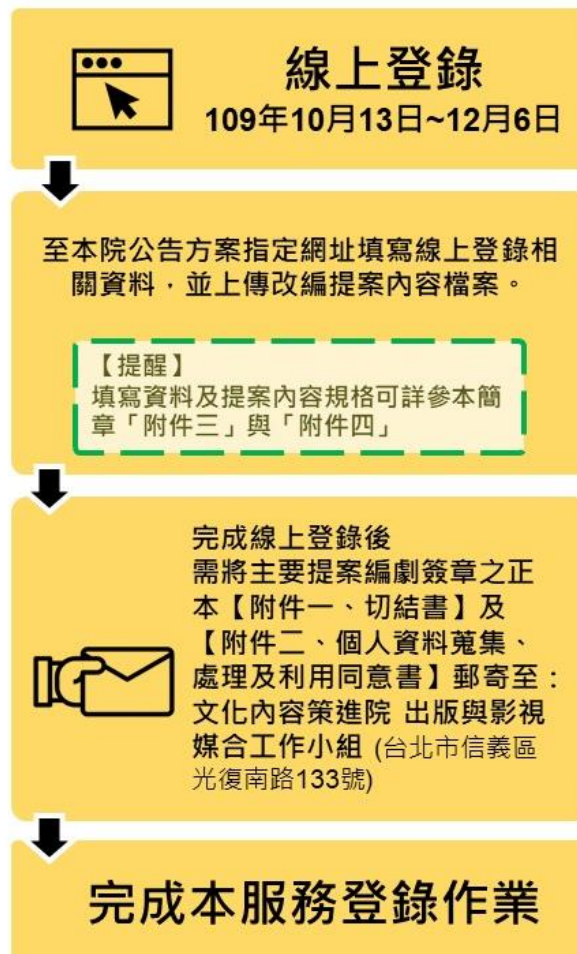 線上登錄
109年10月13日~12月6日
至本院公告方案指定網址填寫線上登錄相
關資料，並上傳改編提案內容檔案。
【提醒】
填寫資料及提案內容規格可詳參本簡
章「附件三」與「附件四」
完成線上登錄後
需將主要提案編劇簽章之正
本【附件一、切結書】及
【附件二、個人資料蒐集、
處理及利用同意書】郵寄至：
文化內容策進院 出版與影視
媒合工作小組 (台北市信義區
光復南路133號)
完成本服務登錄作業